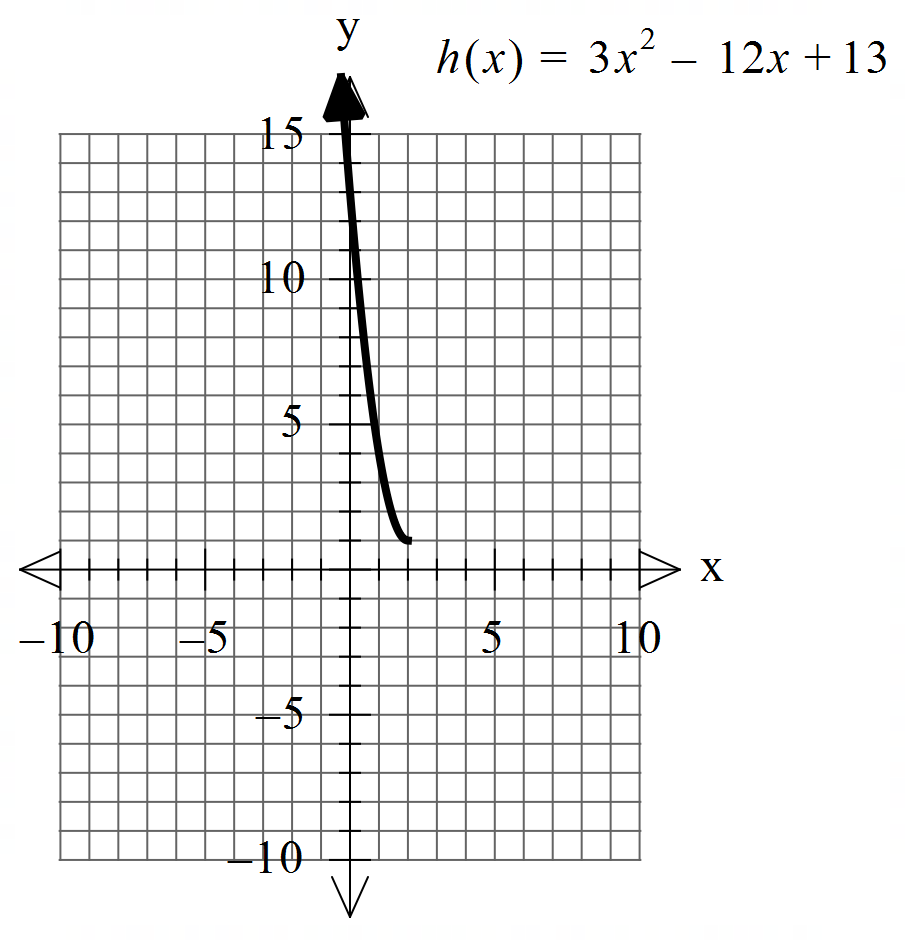 y
h(x) = 3x² – 12x + 13
15
10
5
x
–10 –5 5 10
–5
–10